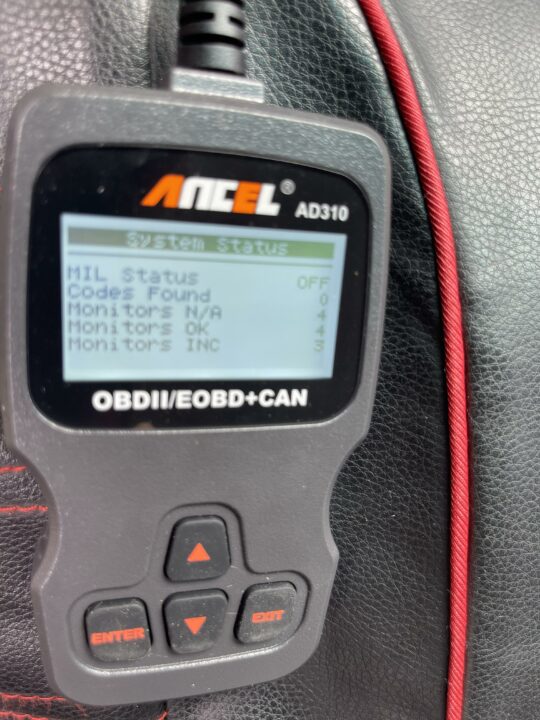 ANCEL®
AD310
System Status
MIL Status OFF
Codes Found 0
Monitors N/A 4
Monitors OK 4
Monitors INC 3
OBDII/EOBD+CAN
ENTER
EXIT